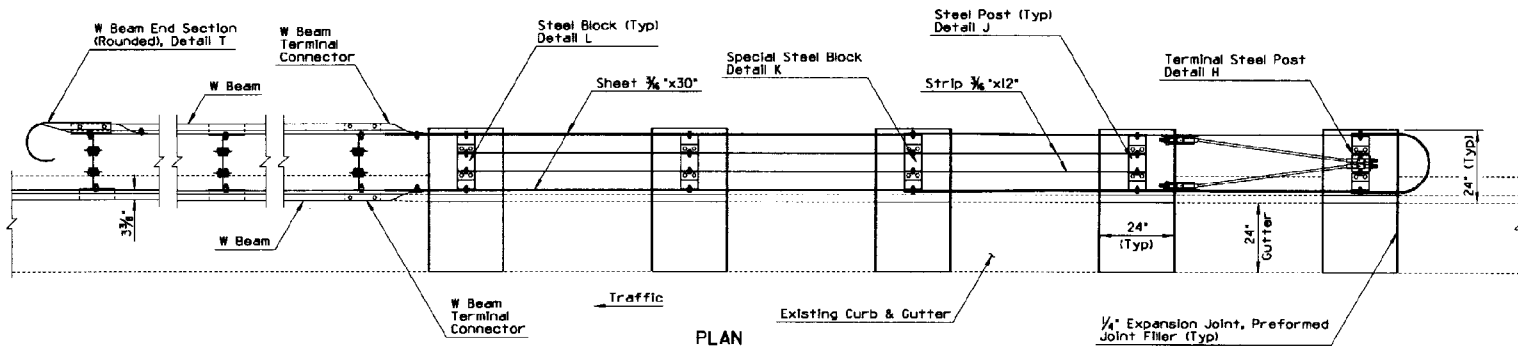 W Beam End Section
(Rounded), Detail T
W Beam
Terminal
Connector
W Beam
Steel Block (Typ)
Detail L
Sheet 3/16"x30"
Special Steel Block
Detail K
Steel Post (Typ)
Detail J
Strip 3/16"x12"
Terminal Steel Post
Detail H
24" (Typ)
3 3/8"
W Beam
W Beam
Terminal
Connector
Traffic
Existing Curb & Gutter
24"
(Typ)
24"
Gutter
1/4" Expansion Joint, Preformed
Joint Filler (Typ)
PLAN